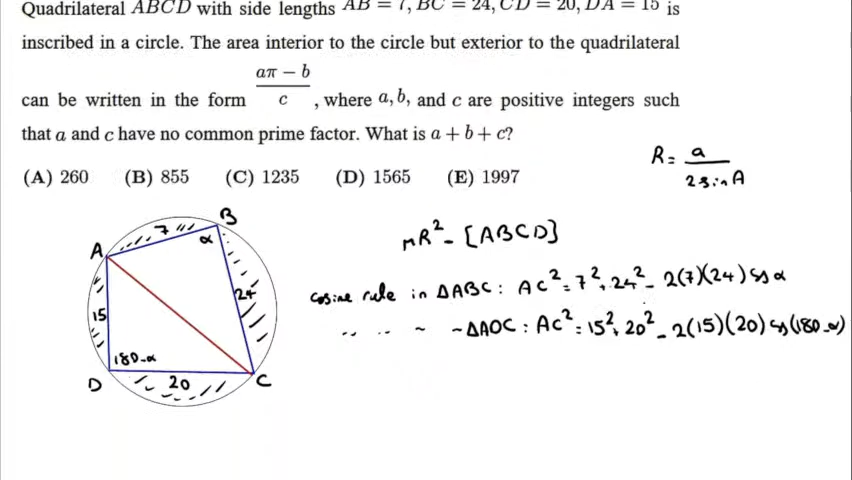 Quadrilateral ABCD with side lengths AB = 7, BC = 24, CD = 20, DA = 15 is
inscribed in a circle. The area interior to the circle but exterior to the quadrilateral
can be written in the form (aπ − b)/c, where a, b, and c are positive integers such
that a and c have no common prime factor. What is a + b + c?
(A) 260 (B) 855 (C) 1235 (D) 1565 (E) 1997
R = a / 2sinA
πR² - [ABCD]
cosine rule in ΔABC : AC² = 7² + 24² - 2(7)(24) cos α
.. .. ~ ~ ΔADC : AC² = 15² + 20² - 2(15)(20) cos(180-α)
A
7
B
α
24
15
180-α
D
20
C